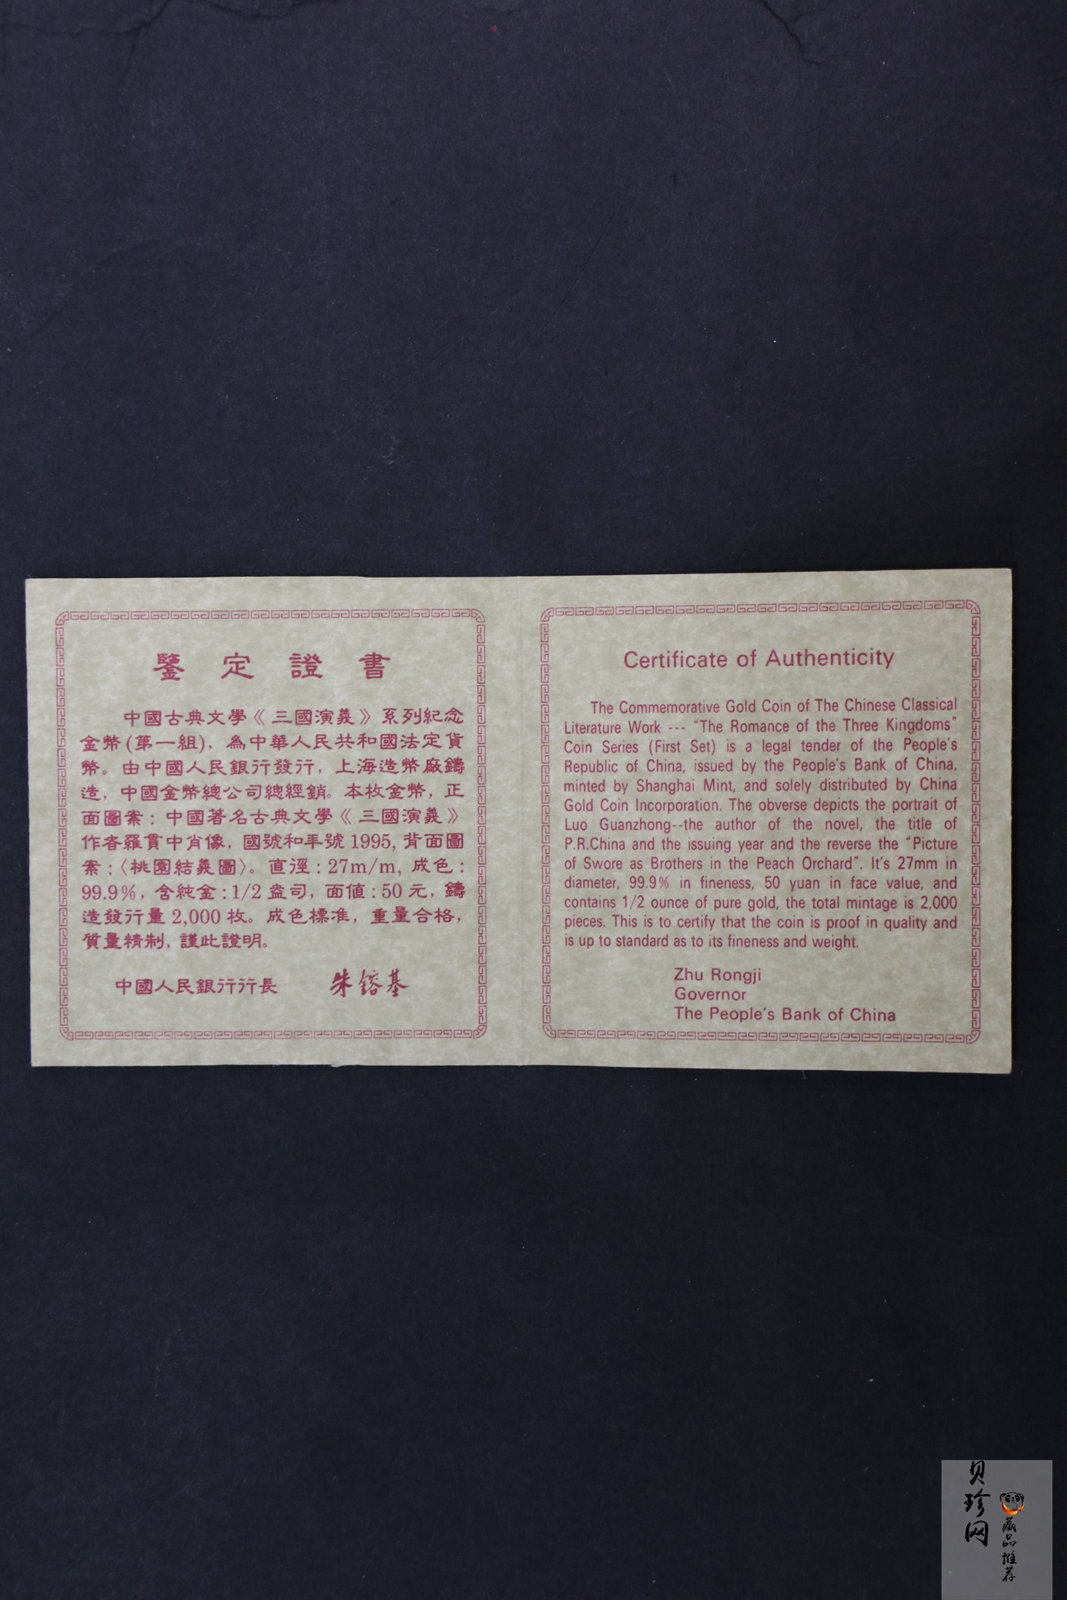 鑒定證書
中國古典文學《三國演義》系列紀念
金幣(第一組)，為中華人民共和國法定貨
幣。由中國人民銀行發行，上海造幣廠鑄
造，中國金幣總公司總經銷。本枚金幣，正
面圖案：中國著名古典文學《三國演義》
作者羅貫中肖像，國號和年號1995,背面圖
案：〈桃園結義圖〉。直徑：27m/m,成色：
99.9%，含純金：1/2盎司，面值：50元，鑄
造發行量2,000枚。成色標准，重量合格，
質量精制，謹此證明。
中國人民銀行行長 朱鎔基
Certificate of Authenticity
The Commemorative Gold Coin of The Chinese Classical
Literature Work --- "The Romance of the Three Kingdoms"
Coin Series (First Set) is a legal tender of the People's
Republic of China, issued by the People's Bank of China,
minted by Shanghai Mint, and solely distributed by China
Gold Coin Incorporation. The obverse depicts the portrait of
Luo Guanzhong--the author of the novel, the title of
P.R.China and the issuing year and the reverse the "Picture
of Swore as Brothers in the Peach Orchard". It's 27mm in
diameter, 99.9% in fineness, 50 yuan in face value, and
contains 1/2 ounce of pure gold, the total mintage is 2,000
pieces. This is to certify that the coin is proof in quality and
is up to standard as to its fineness and weight.
Zhu Rongji
Governor
The People's Bank of China
贝珍网
藏品推荐